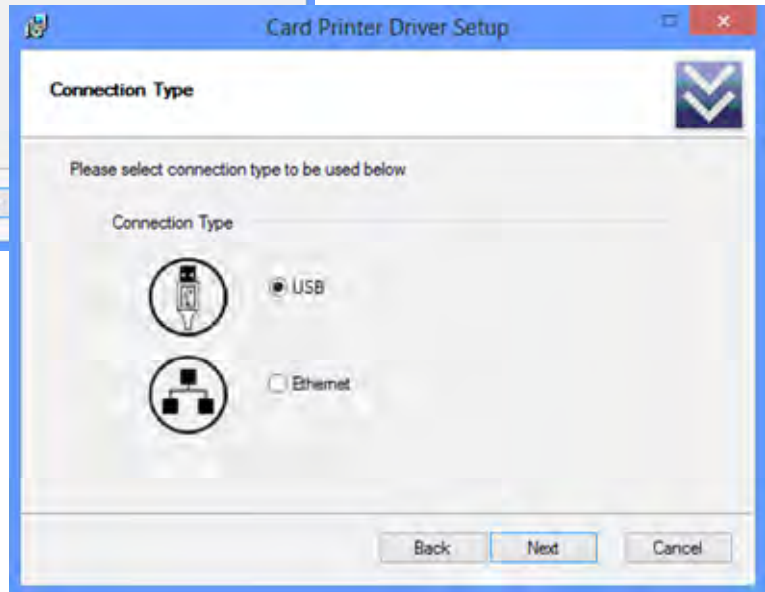 Card Printer Driver Setup
Connection Type
Please select connection type to be used below
Connection Type
USB
Ethernet
Back Next Cancel